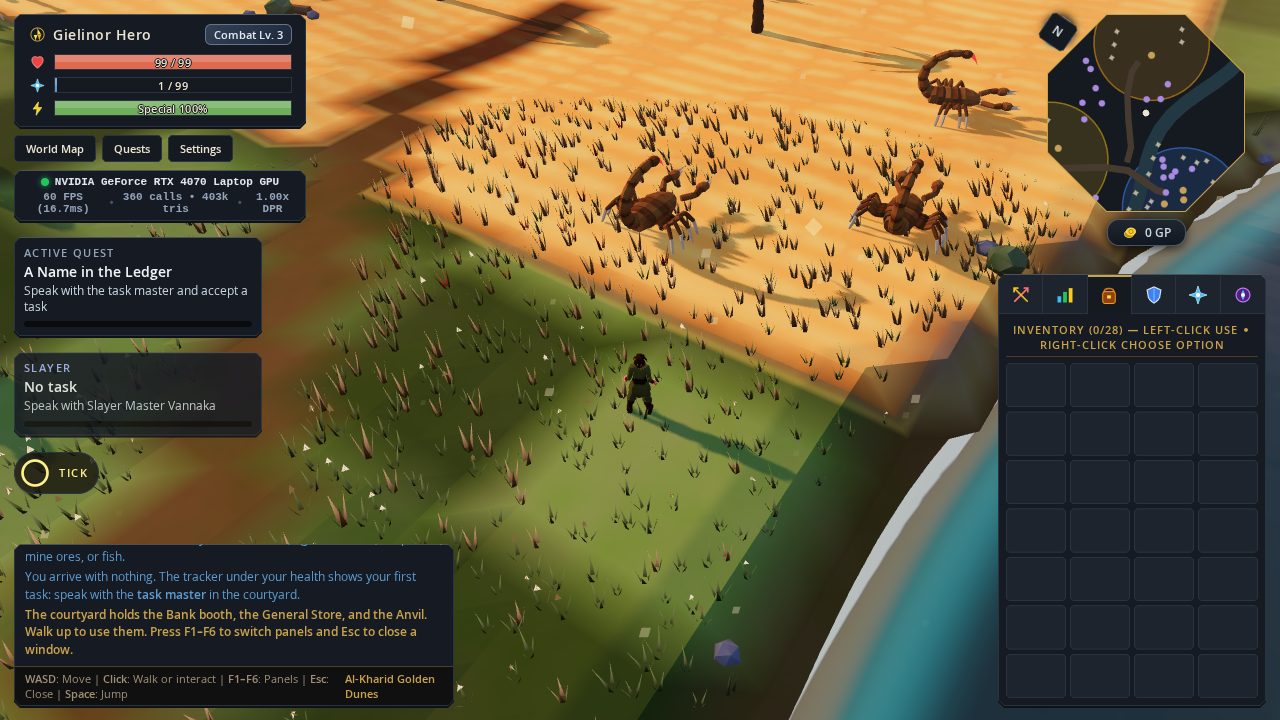 Gielinor Hero
Combat Lv. 3
99 / 99
1 / 99
Special 100%
World Map
Quests
Settings
NVIDIA GeForce RTX 4070 Laptop GPU
60 FPS (16.7ms) • 360 calls • 403k tris • 1.00x DPR
ACTIVE QUEST
A Name in the Ledger
Speak with the task master and accept a
task
SLAYER
No task
Speak with Slayer Master Vannaka
TICK
mine ores, or fish.
You arrive with nothing. The tracker under your health shows your first
task: speak with the task master in the courtyard.
The courtyard holds the Bank booth, the General Store, and the Anvil.
Walk up to use them. Press F1–F6 to switch panels and Esc to close a
window.
WASD: Move | Click: Walk or interact | F1–F6: Panels | Esc:
Close | Space: Jump
Al-Kharid Golden
Dunes
N
0 GP
INVENTORY (0/28) — LEFT-CLICK USE •
RIGHT-CLICK CHOOSE OPTION